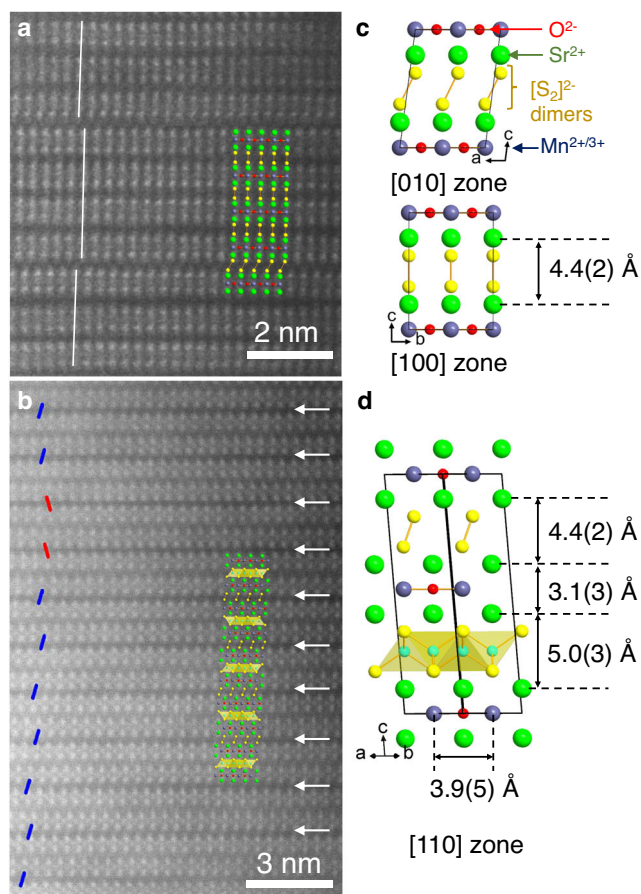 a
2 nm
b
3 nm
c
O²⁻
Sr²⁺
[S₂]²⁻
dimers
c
a
Mn²⁺/³⁺
[010] zone
4.4(2) Å
c
b
[100] zone
d
4.4(2) Å
3.1(3) Å
5.0(3) Å
c
a
b
3.9(5) Å
[110] zone